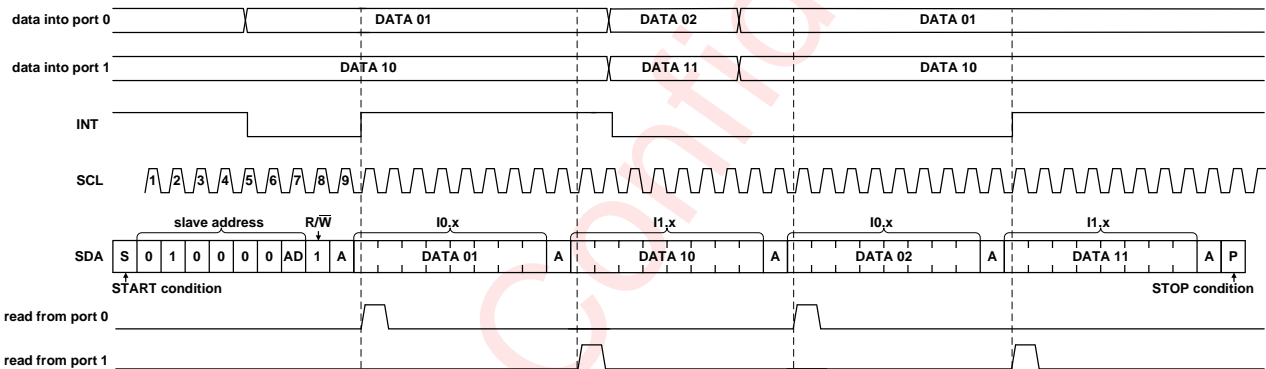 data into port 0 DATA 01 DATA 02 DATA 01
data into port 1 DATA 10 DATA 11 DATA 10
INT
SCL 1 2 3 4 5 6 7 8 9
slave address R/W I0.x I1.x I0.x I1.x
SDA S 0 1 0 0 0 0 AD 1 A DATA 01 A DATA 10 A DATA 02 A DATA 11 A P
START condition STOP condition
read from port 0
read from port 1
Confid